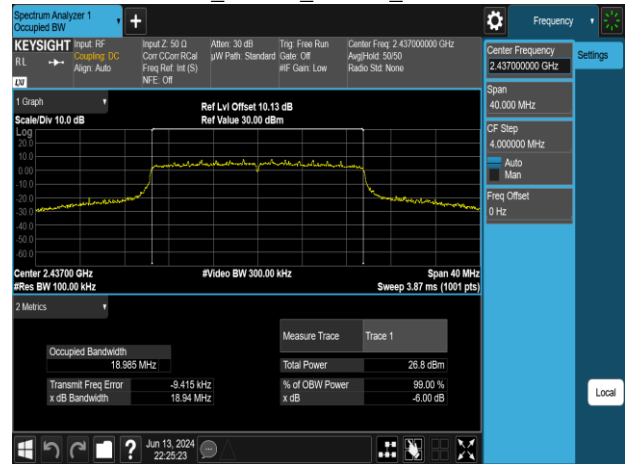 Spectrum Analyzer 1
Occupied BW
Frequency
KEYSIGHT
RL
LXI
Input: RF
Coupling: DC
Align: Auto
Input Z: 50 Ω
Corr CCorr RCal
Freq Ref: Int (S)
NFE: Off
Atten: 30 dB
µW Path: Standard
Trig: Free Run
Gate: Off
#IF Gain: Low
Center Freq: 2.437000000 GHz
Avg|Hold: 50/50
Radio Std: None
Center Frequency
2.437000000 GHz
Settings
Span
40.000 MHz
CF Step
4.000000 MHz
Auto
Man
Freq Offset
0 Hz
1 Graph
Scale/Div 10.0 dB
Ref Lvl Offset 10.13 dB
Ref Value 30.00 dBm
Log
20.0
10.0
0.00
-10.0
-20.0
-30.0
-40.0
-50.0
-60.0
Center 2.43700 GHz
#Res BW 100.00 kHz
#Video BW 300.00 kHz
Span 40 MHz
Sweep 3.87 ms (1001 pts)
2 Metrics
Measure Trace Trace 1
Occupied Bandwidth
18.985 MHz
Total Power 26.8 dBm
Transmit Freq Error -9.415 kHz
% of OBW Power 99.00 %
x dB Bandwidth 18.94 MHz
x dB -6.00 dB
Local
?
Jun 13, 2024
22:25:23